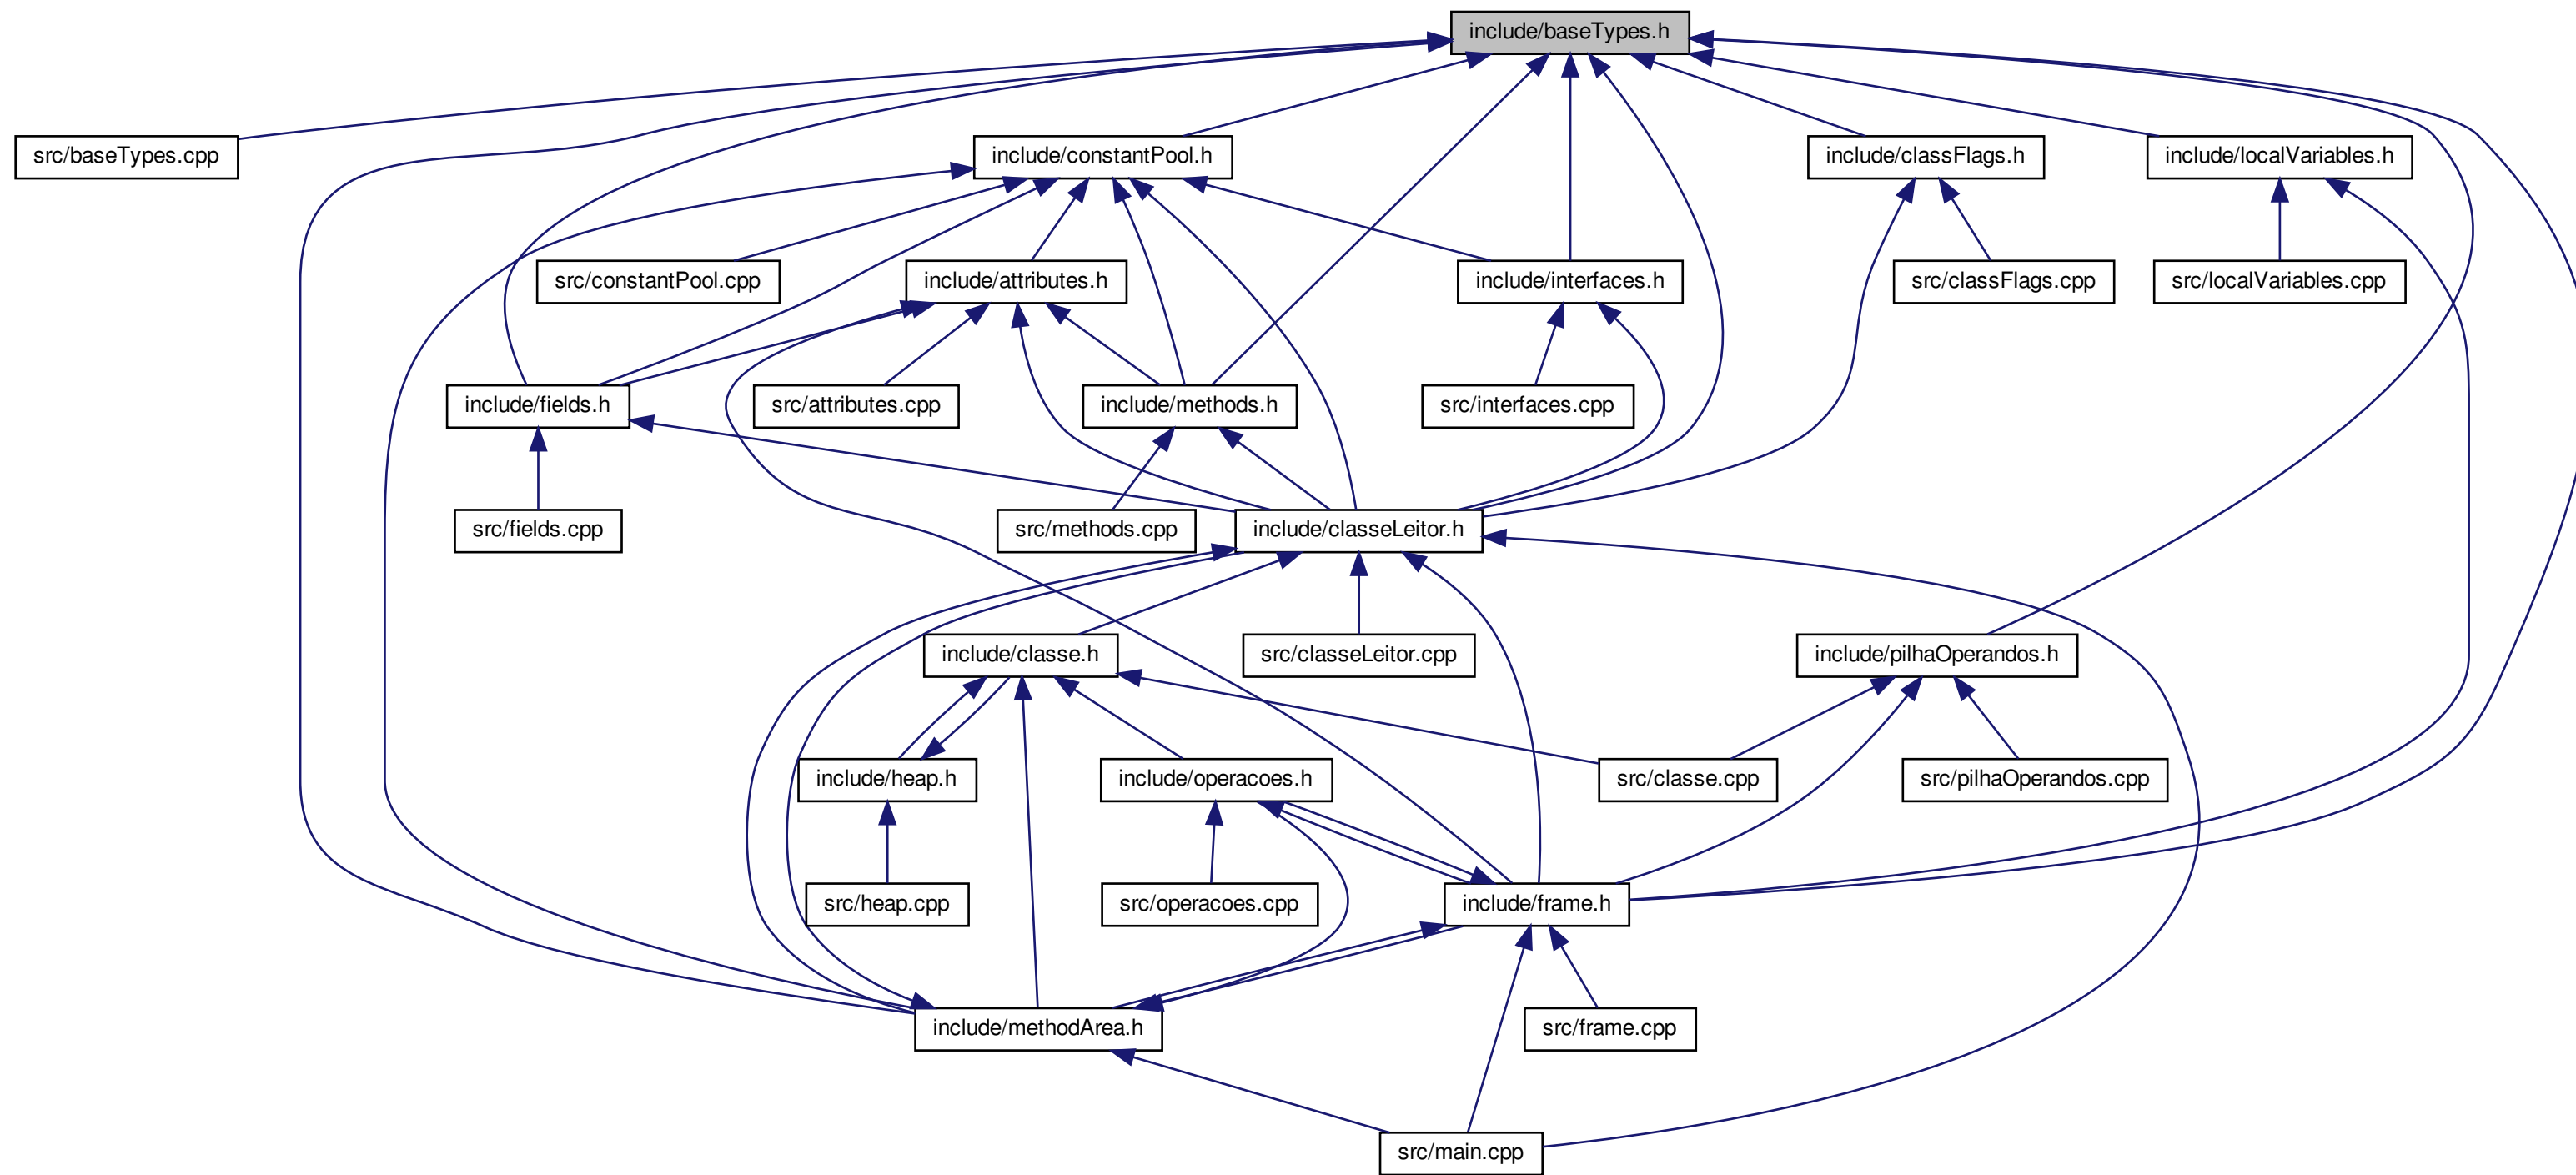 include/baseTypes.h
src/baseTypes.cpp
include/constantPool.h
include/classFlags.h
include/localVariables.h
src/constantPool.cpp
include/attributes.h
include/interfaces.h
src/classFlags.cpp
src/localVariables.cpp
include/fields.h
src/attributes.cpp
include/methods.h
src/interfaces.cpp
src/fields.cpp
src/methods.cpp
include/classeLeitor.h
include/classe.h
src/classeLeitor.cpp
include/pilhaOperandos.h
include/heap.h
include/operacoes.h
src/classe.cpp
src/pilhaOperandos.cpp
src/heap.cpp
src/operacoes.cpp
include/frame.h
include/methodArea.h
src/frame.cpp
src/main.cpp